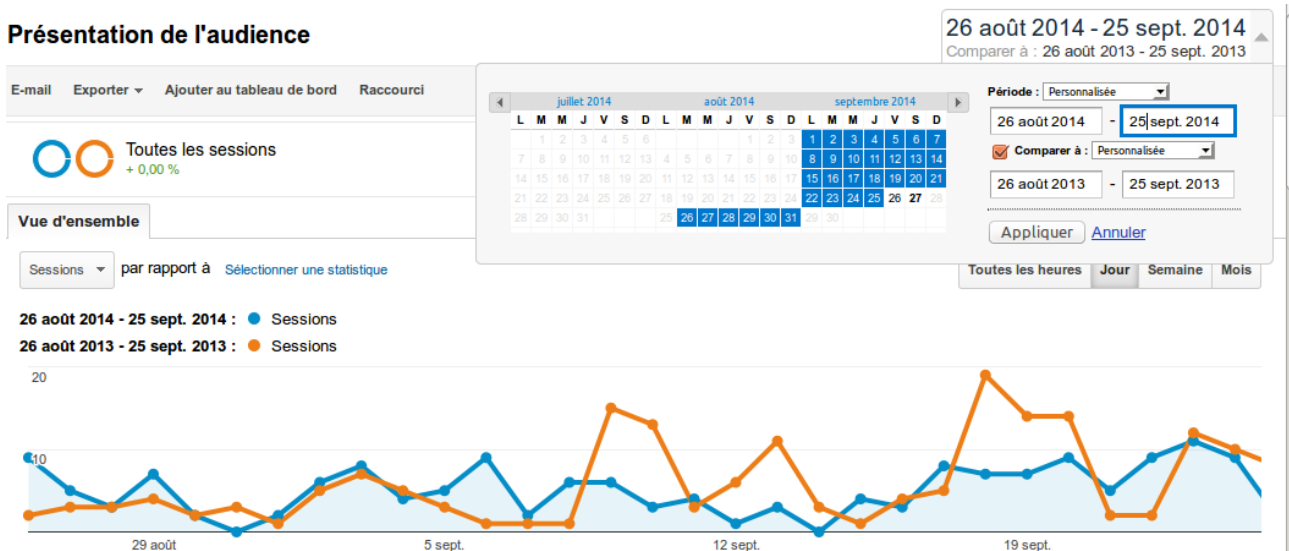 Présentation de l'audience
26 août 2014 - 25 sept. 2014
Comparer à : 26 août 2013 - 25 sept. 2013
E-mail Exporter Ajouter au tableau de bord Raccourci
Toutes les sessions
+ 0,00 %
juillet 2014 août 2014 septembre 2014
L M M J V S D L M M J V S D L M M J V S D
1 2 3 4 5 6 1 2 3 1 2 3 4 5 6 7
7 8 9 10 11 12 13 4 5 6 7 8 9 10 8 9 10 11 12 13 14
14 15 16 17 18 19 20 11 12 13 14 15 16 17 15 16 17 18 19 20 21
21 22 23 24 25 26 27 18 19 20 21 22 23 24 22 23 24 25 26 27 28
28 29 30 31 25 26 27 28 29 30 31 29 30
Période : Personnalisée
26 août 2014 - 25 sept. 2014
Comparer à : Personnalisée
26 août 2013 - 25 sept. 2013
Appliquer Annuler
Vue d'ensemble
Sessions par rapport à Sélectionner une statistique
Toutes les heures Jour Semaine Mois
26 août 2014 - 25 sept. 2014 : Sessions
26 août 2013 - 25 sept. 2013 : Sessions
20
10
29 août 5 sept. 12 sept. 19 sept.